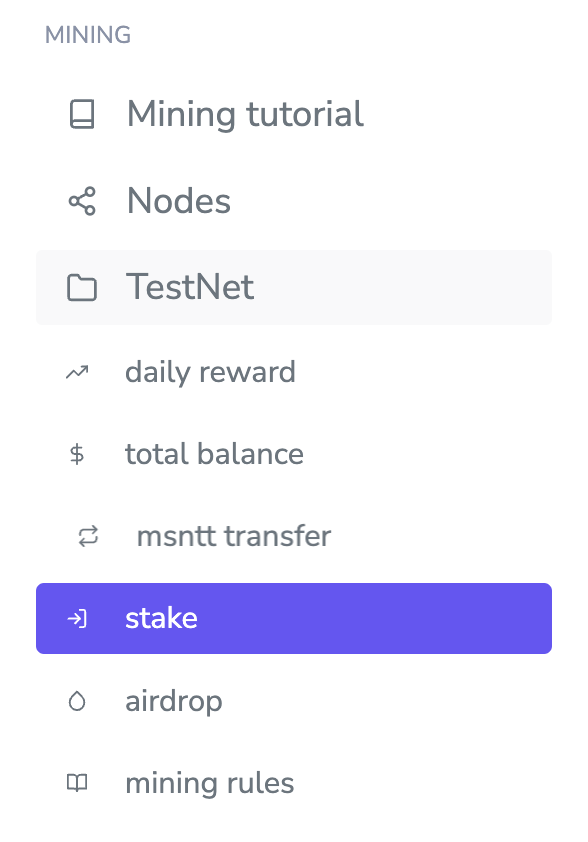 MINING
Mining tutorial
Nodes
TestNet
daily reward
total balance
msntt transfer
stake
airdrop
mining rules